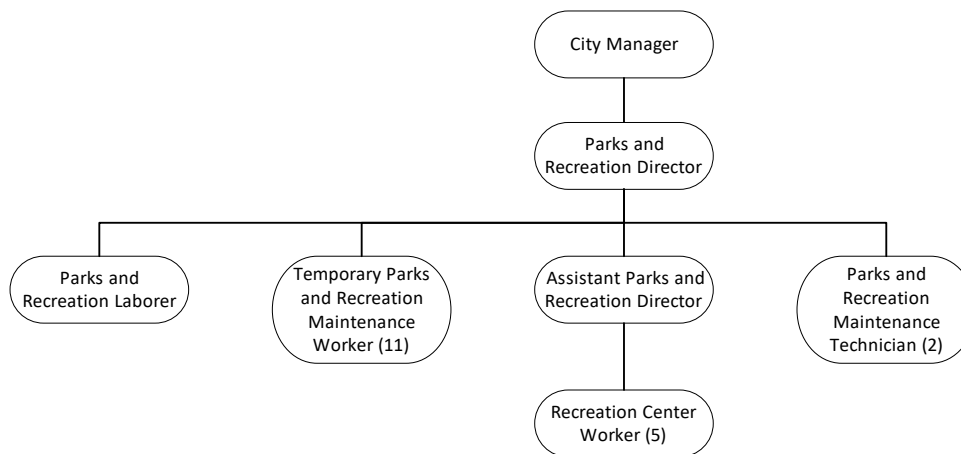 City Manager
Parks and
Recreation Director
Parks and
Recreation Laborer
Temporary Parks
and Recreation
Maintenance
Worker (11)
Assistant Parks and
Recreation Director
Parks and
Recreation
Maintenance
Technician (2)
Recreation Center
Worker (5)